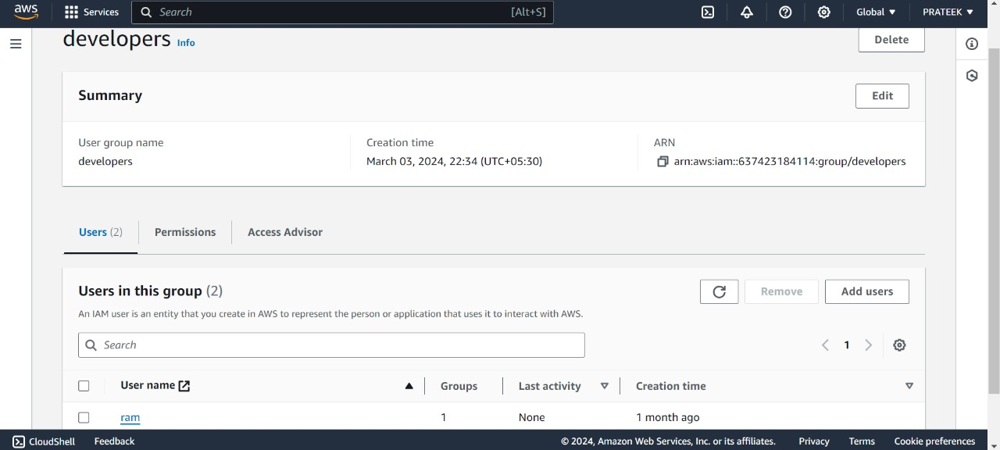 aws Services Search [Alt+S] Global PRATEEK
developers Info Delete
Summary Edit
User group name Creation time ARN
developers March 03, 2024, 22:34 (UTC+05:30) arn:aws:iam::637423184114:group/developers
Users (2) Permissions Access Advisor
Users in this group (2) Remove Add users
An IAM user is an entity that you create in AWS to represent the person or application that uses it to interact with AWS.
Search 1
User name Groups Last activity Creation time
ram 1 None 1 month ago
CloudShell Feedback © 2024, Amazon Web Services, Inc. or its affiliates. Privacy Terms Cookie preferences